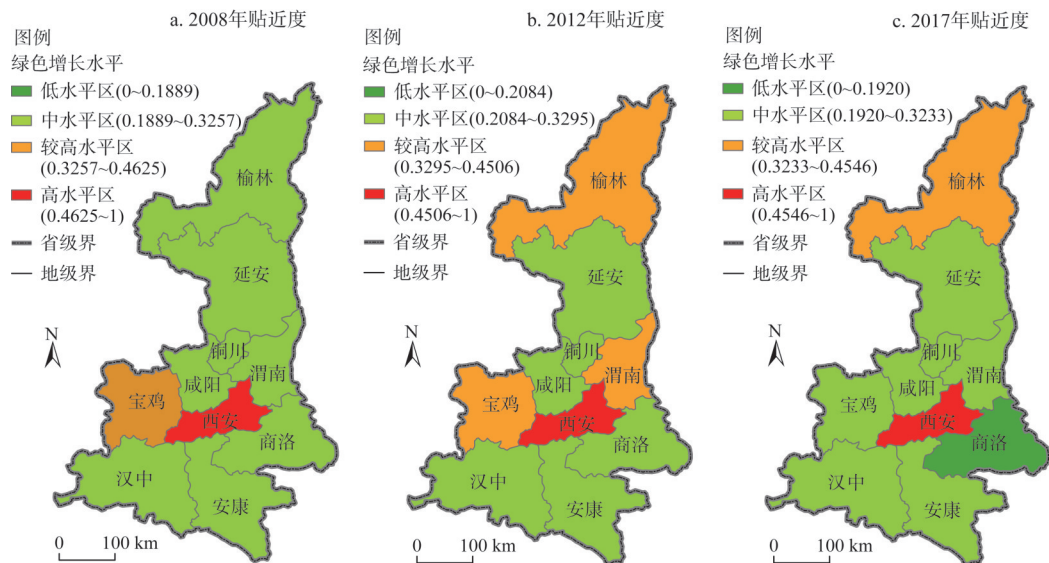 a. 2008年贴近度
图例
绿色增长水平
低水平区(0~0.1889)
中水平区(0.1889~0.3257)
较高水平区
(0.3257~0.4625)
高水平区
(0.4625~1)
省级界
地级界
N
榆林
延安
铜川
渭南
咸阳
宝鸡
西安
商洛
汉中
安康
0 100 km
b. 2012年贴近度
图例
绿色增长水平
低水平区(0~0.2084)
中水平区(0.2084~0.3295)
较高水平区
(0.3295~0.4506)
高水平区
(0.4506~1)
省级界
地级界
N
榆林
延安
铜川
渭南
咸阳
宝鸡
西安
商洛
汉中
安康
0 100 km
c. 2017年贴近度
图例
绿色增长水平
低水平区(0~0.1920)
中水平区(0.1920~0.3233)
较高水平区
(0.3233~0.4546)
高水平区
(0.4546~1)
省级界
地级界
N
榆林
延安
铜川
渭南
咸阳
宝鸡
西安
商洛
汉中
安康
0 100 km